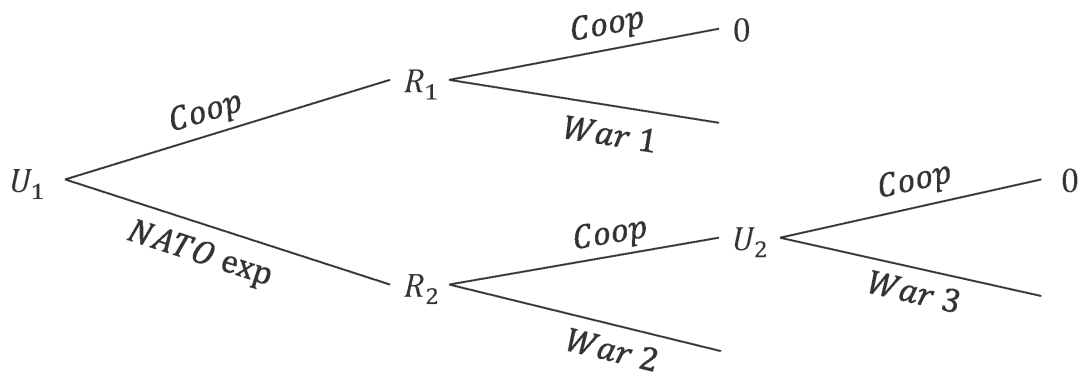 Coop
0
R₁
Coop
War 1
U₁
Coop
0
NATO exp
Coop
U₂
R₂
War 3
War 2